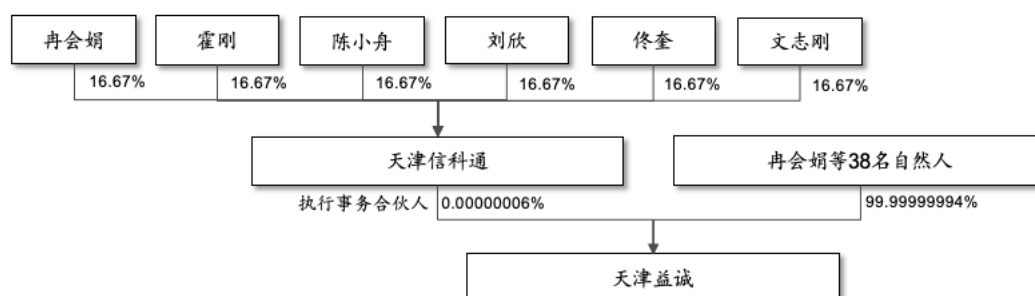 冉会娟 霍刚 陈小舟 刘欣 佟奎 文志刚
16.67% 16.67% 16.67% 16.67% 16.67% 16.67%
天津信科通 冉会娟等38名自然人
执行事务合伙人 0.00000006% 99.99999994%
天津益诚